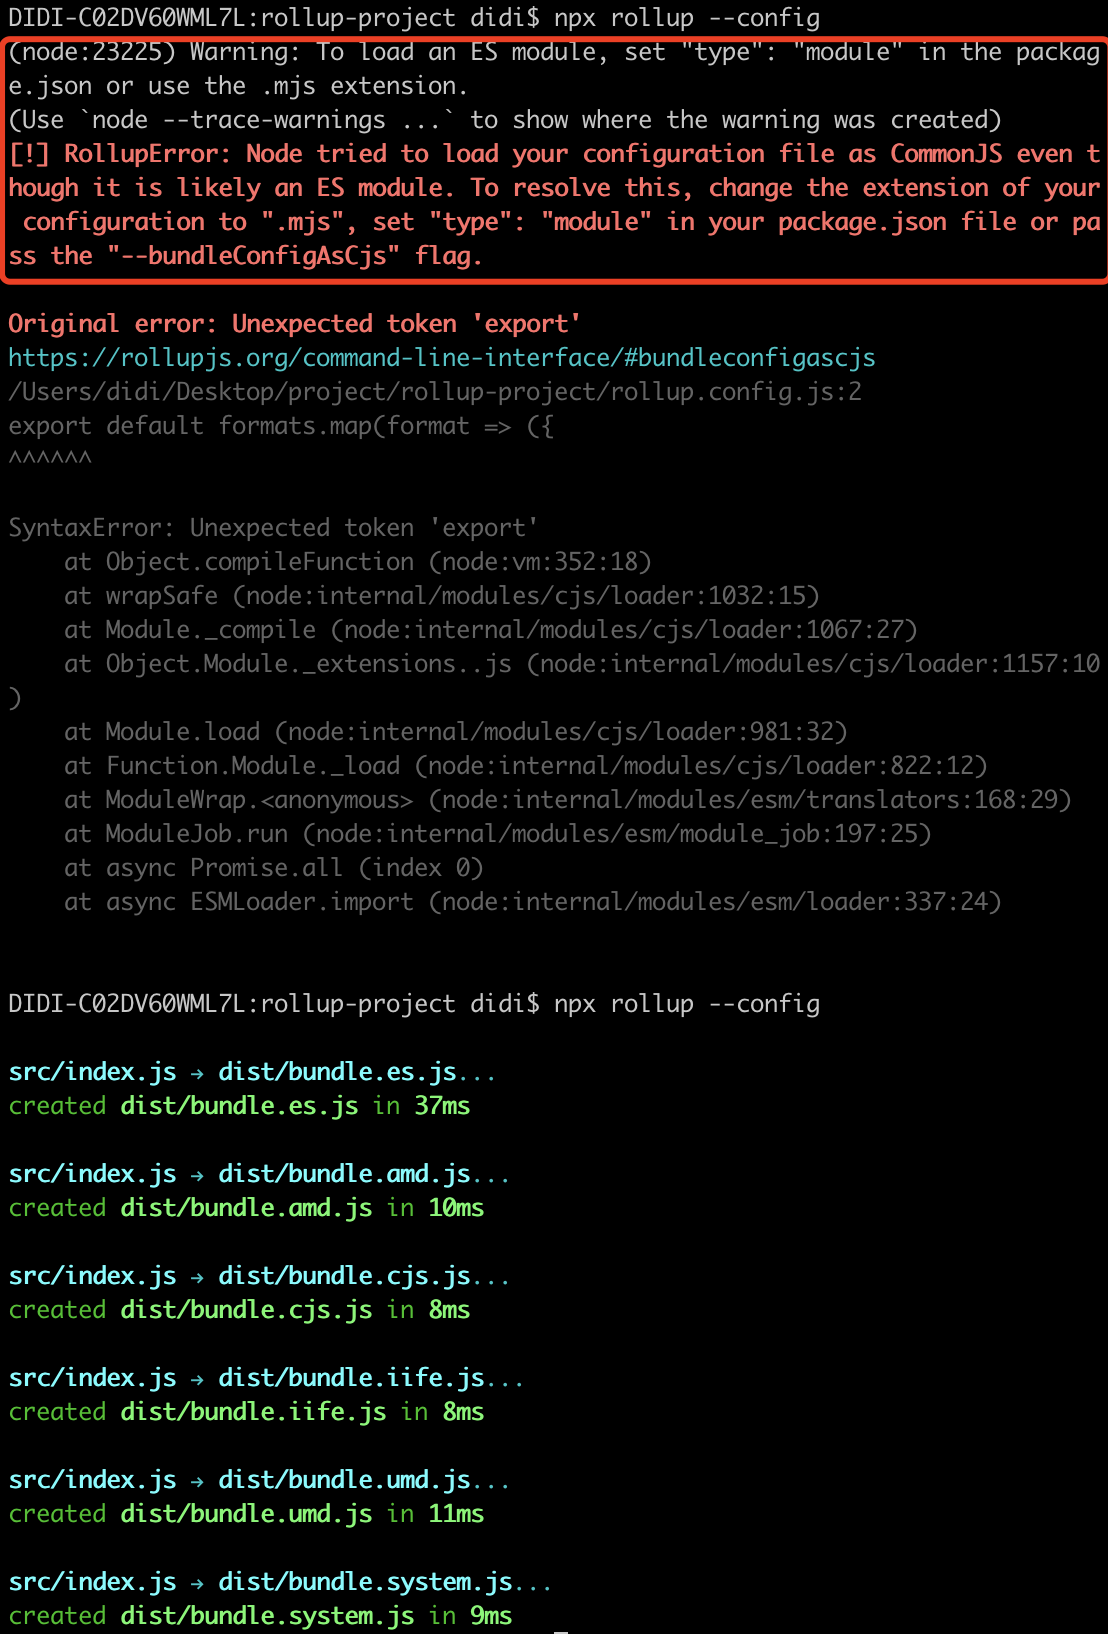 DIDI-C02DV60WML7L:rollup-project didi$ npx rollup --config
(node:23225) Warning: To load an ES module, set "type": "module" in the packag
e.json or use the .mjs extension.
(Use `node --trace-warnings ...` to show where the warning was created)
[!] RollupError: Node tried to load your configuration file as CommonJS even t
hough it is likely an ES module. To resolve this, change the extension of your
 configuration to ".mjs", set "type": "module" in your package.json file or pa
ss the "--bundleConfigAsCjs" flag.
Original error: Unexpected token 'export'
https://rollupjs.org/command-line-interface/#bundleconfigascjs
/Users/didi/Desktop/project/rollup-project/rollup.config.js:2
export default formats.map(format => ({
^^^^^^
SyntaxError: Unexpected token 'export'
    at Object.compileFunction (node:vm:352:18)
    at wrapSafe (node:internal/modules/cjs/loader:1032:15)
    at Module._compile (node:internal/modules/cjs/loader:1067:27)
    at Object.Module._extensions..js (node:internal/modules/cjs/loader:1157:10
)
    at Module.load (node:internal/modules/cjs/loader:981:32)
    at Function.Module._load (node:internal/modules/cjs/loader:822:12)
    at ModuleWrap.<anonymous> (node:internal/modules/esm/translators:168:29)
    at ModuleJob.run (node:internal/modules/esm/module_job:197:25)
    at async Promise.all (index 0)
    at async ESMLoader.import (node:internal/modules/esm/loader:337:24)
DIDI-C02DV60WML7L:rollup-project didi$ npx rollup --config
src/index.js → dist/bundle.es.js...
created dist/bundle.es.js in 37ms
src/index.js → dist/bundle.amd.js...
created dist/bundle.amd.js in 10ms
src/index.js → dist/bundle.cjs.js...
created dist/bundle.cjs.js in 8ms
src/index.js → dist/bundle.iife.js...
created dist/bundle.iife.js in 8ms
src/index.js → dist/bundle.umd.js...
created dist/bundle.umd.js in 11ms
src/index.js → dist/bundle.system.js...
created dist/bundle.system.js in 9ms